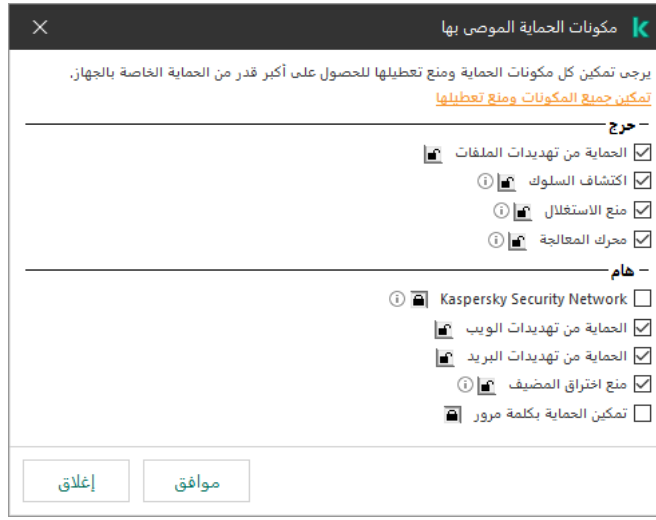 مكونات الحماية الموصى بها
يرجى تمكين كل مكونات الحماية ومنع تعطيلها للحصول على أكبر قدر من الحماية الخاصة بالجهاز.
تمكين جميع المكونات ومنع تعطيلها
– حرج
الحماية من تهديدات الملفات
اكتشاف السلوك
منع الاستغلال
محرك المعالجة
– هام
Kaspersky Security Network
الحماية من تهديدات الويب
الحماية من تهديدات البريد
منع اختراق المضيف
تمكين الحماية بكلمة مرور
موافق
إغلاق